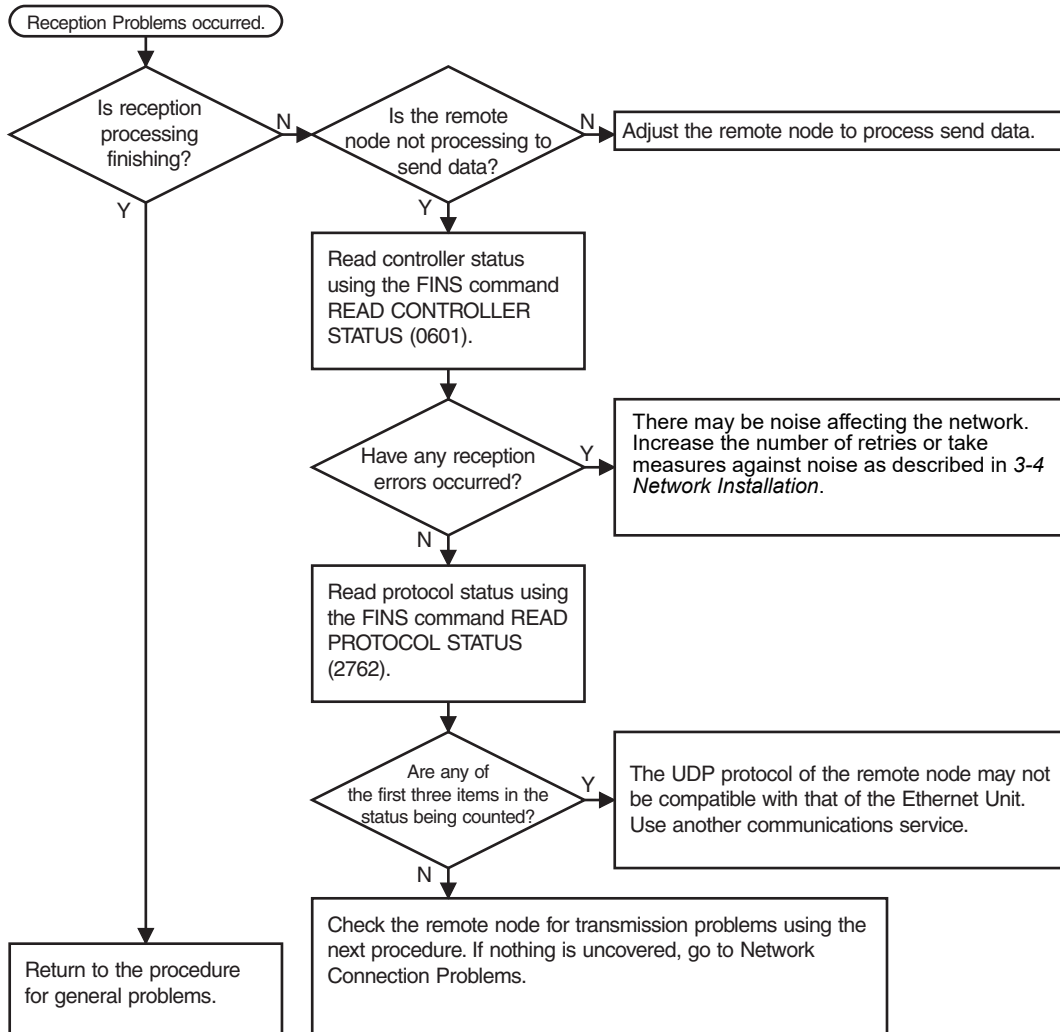 Reception Problems occurred.
Is reception
processing
finishing?
N
Is the remote
node not processing to
send data?
N
Adjust the remote node to process send data.
Y
Y
Read controller status
using the FINS command
READ CONTROLLER
STATUS (0601).
Have any reception
errors occurred?
Y
There may be noise affecting the network.
Increase the number of retries or take
measures against noise as described in 3-4
Network Installation.
N
Read protocol status using
the FINS command READ
PROTOCOL STATUS
(2762).
Are any of
the first three items in the
status being counted?
Y
The UDP protocol of the remote node may not
be compatible with that of the Ethernet Unit.
Use another communications service.
N
Check the remote node for transmission problems using the
next procedure. If nothing is uncovered, go to Network
Connection Problems.
Return to the procedure
for general problems.